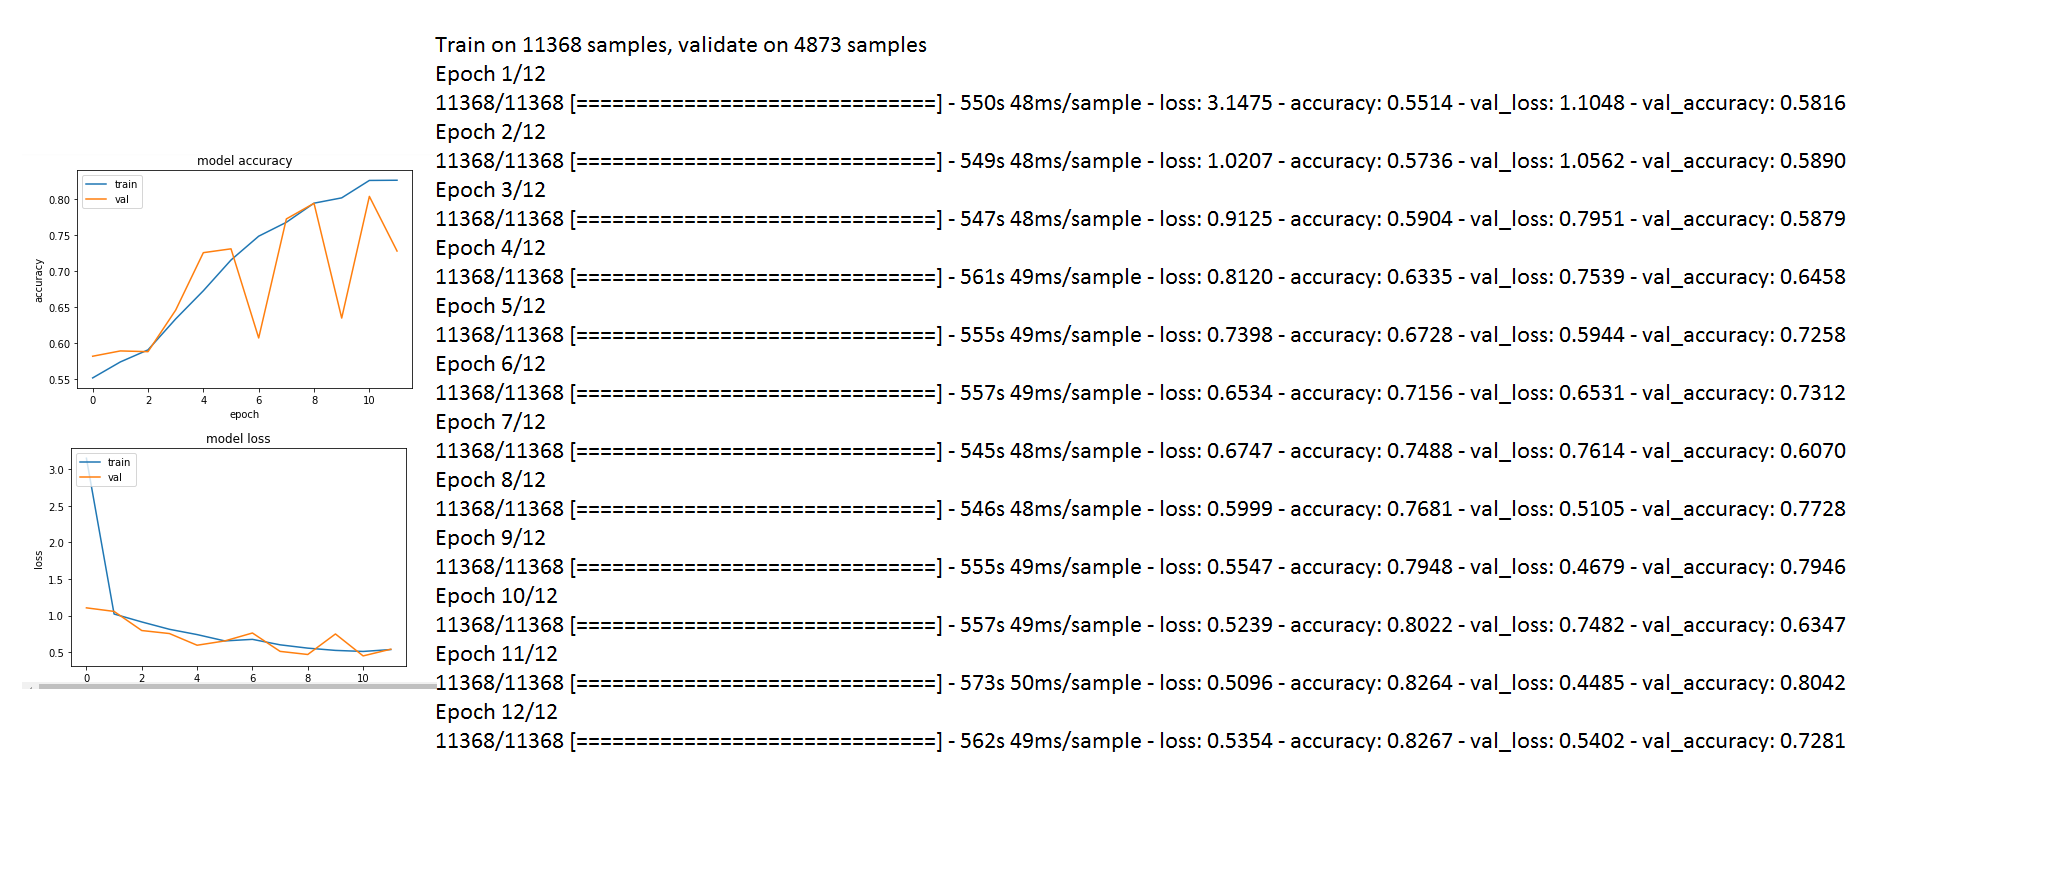 model accuracy
train
val
0.80
0.75
0.70
0.65
0.60
0.55
accuracy
0 2 4 6 8 10
epoch
model loss
train
val
3.0
2.5
2.0
1.5
1.0
0.5
loss
0 2 4 6 8 10
Train on 11368 samples, validate on 4873 samples
Epoch 1/12
11368/11368 [==============================] - 550s 48ms/sample - loss: 3.1475 - accuracy: 0.5514 - val_loss: 1.1048 - val_accuracy: 0.5816
Epoch 2/12
11368/11368 [==============================] - 549s 48ms/sample - loss: 1.0207 - accuracy: 0.5736 - val_loss: 1.0562 - val_accuracy: 0.5890
Epoch 3/12
11368/11368 [==============================] - 547s 48ms/sample - loss: 0.9125 - accuracy: 0.5904 - val_loss: 0.7951 - val_accuracy: 0.5879
Epoch 4/12
11368/11368 [==============================] - 561s 49ms/sample - loss: 0.8120 - accuracy: 0.6335 - val_loss: 0.7539 - val_accuracy: 0.6458
Epoch 5/12
11368/11368 [==============================] - 555s 49ms/sample - loss: 0.7398 - accuracy: 0.6728 - val_loss: 0.5944 - val_accuracy: 0.7258
Epoch 6/12
11368/11368 [==============================] - 557s 49ms/sample - loss: 0.6534 - accuracy: 0.7156 - val_loss: 0.6531 - val_accuracy: 0.7312
Epoch 7/12
11368/11368 [==============================] - 545s 48ms/sample - loss: 0.6747 - accuracy: 0.7488 - val_loss: 0.7614 - val_accuracy: 0.6070
Epoch 8/12
11368/11368 [==============================] - 546s 48ms/sample - loss: 0.5999 - accuracy: 0.7681 - val_loss: 0.5105 - val_accuracy: 0.7728
Epoch 9/12
11368/11368 [==============================] - 555s 49ms/sample - loss: 0.5547 - accuracy: 0.7948 - val_loss: 0.4679 - val_accuracy: 0.7946
Epoch 10/12
11368/11368 [==============================] - 557s 49ms/sample - loss: 0.5239 - accuracy: 0.8022 - val_loss: 0.7482 - val_accuracy: 0.6347
Epoch 11/12
11368/11368 [==============================] - 573s 50ms/sample - loss: 0.5096 - accuracy: 0.8264 - val_loss: 0.4485 - val_accuracy: 0.8042
Epoch 12/12
11368/11368 [==============================] - 562s 49ms/sample - loss: 0.5354 - accuracy: 0.8267 - val_loss: 0.5402 - val_accuracy: 0.7281